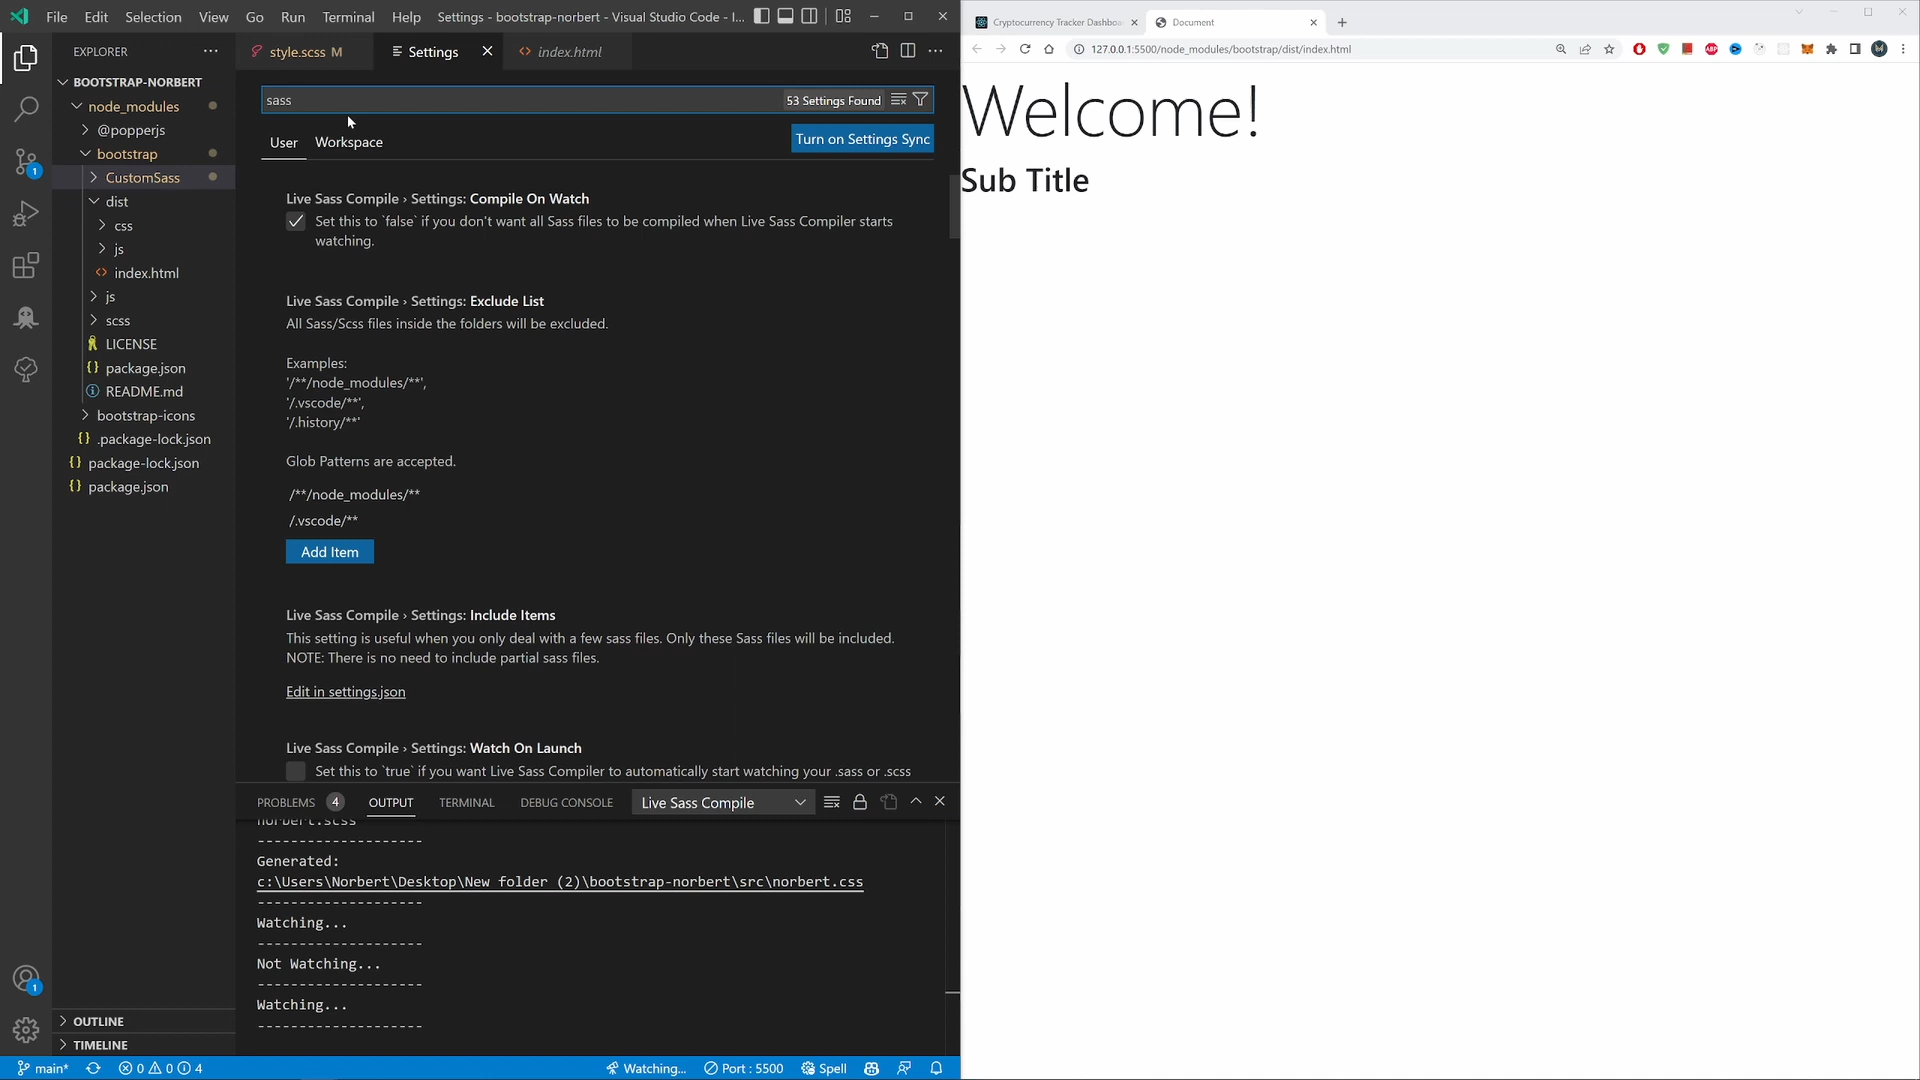 File Edit Selection View Go Run Terminal Help Settings - bootstrap-norbert - Visual Studio Code - I...
EXPLORER
BOOTSTRAP-NORBERT
node_modules
@popperjs
bootstrap
CustomSass
dist
css
js
index.html
js
scss
LICENSE
package.json
README.md
bootstrap-icons
.package-lock.json
package-lock.json
package.json
OUTLINE
TIMELINE
1
1
style.scss M Settings index.html
sass 53 Settings Found
User Workspace Turn on Settings Sync
Live Sass Compile › Settings: Compile On Watch
Set this to `false` if you don't want all Sass files to be compiled when Live Sass Compiler starts
watching.
Live Sass Compile › Settings: Exclude List
All Sass/Scss files inside the folders will be excluded.
Examples:
'/**/node_modules/**',
'/.vscode/**',
'/.history/**'
Glob Patterns are accepted.
/**/node_modules/**
/.vscode/**
Add Item
Live Sass Compile › Settings: Include Items
This setting is useful when you only deal with a few sass files. Only these Sass files will be included.
NOTE: There is no need to include partial sass files.
Edit in settings.json
Live Sass Compile › Settings: Watch On Launch
Set this to `true` if you want Live Sass Compiler to automatically start watching your .sass or .scss
PROBLEMS 4 OUTPUT TERMINAL DEBUG CONSOLE Live Sass Compile
norbert.scss
--------------------
Generated:
c:\Users\Norbert\Desktop\New folder (2)\bootstrap-norbert\src\norbert.css
--------------------
Watching...
--------------------
Not Watching...
--------------------
Watching...
--------------------
main* 0 0 4 Watching... Port : 5500 Spell
Cryptocurrency Tracker Dashboa Document
127.0.0.1:5500/node_modules/bootstrap/dist/index.html
ABP
Welcome!
Sub Title